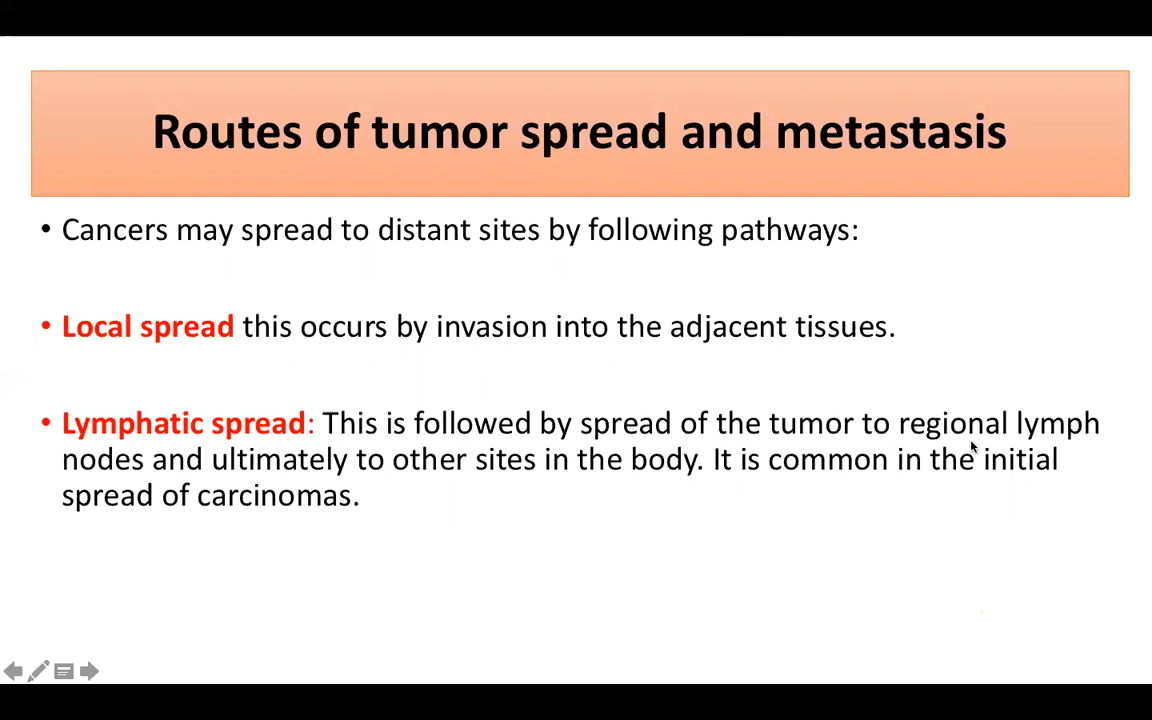 Routes of tumor spread and metastasis
• Cancers may spread to distant sites by following pathways:
• Local spread this occurs by invasion into the adjacent tissues.
• Lymphatic spread: This is followed by spread of the tumor to regional lymph
nodes and ultimately to other sites in the body. It is common in the initial
spread of carcinomas.